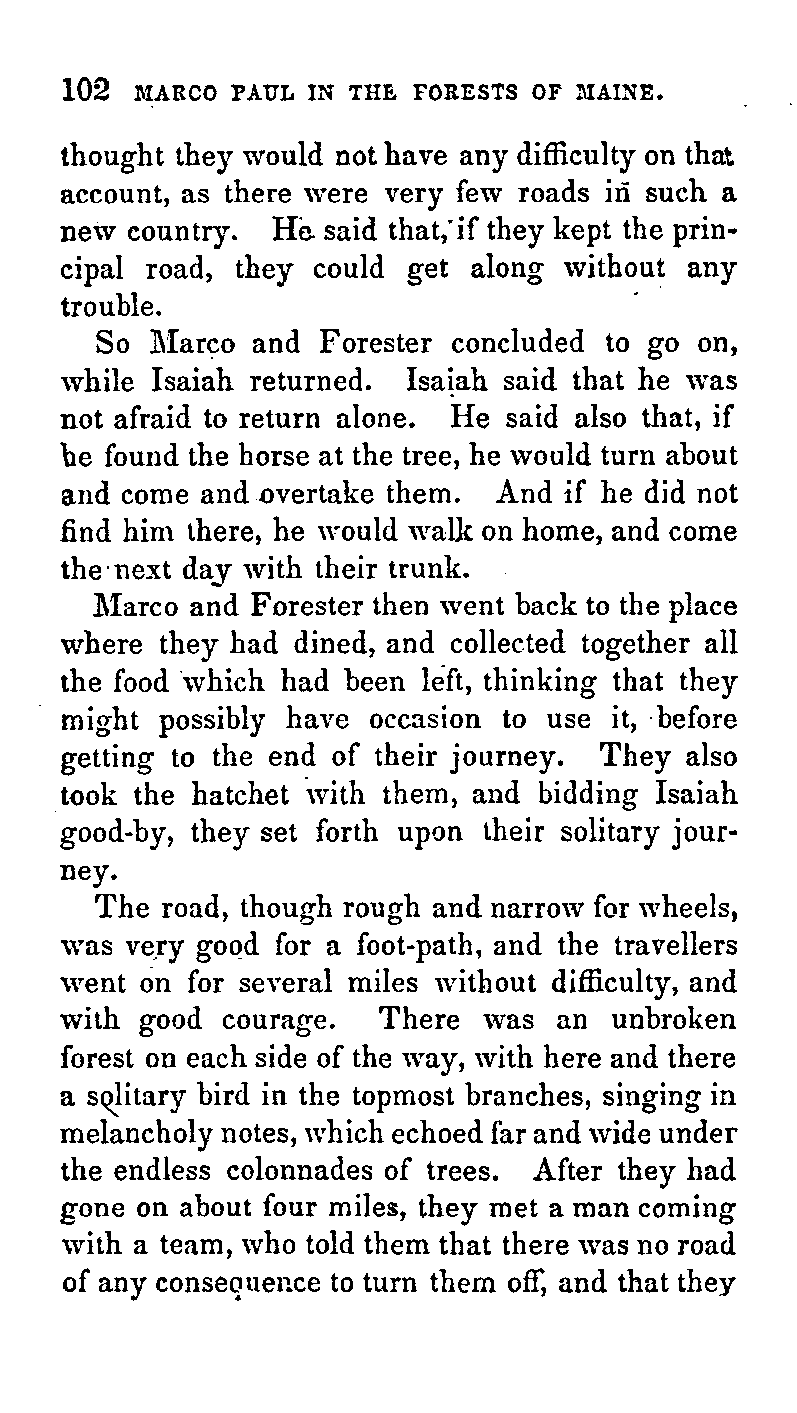 102 MARCO PAUL IN THE FORESTS OF MAINE.
thought they would not have any difficulty on that
account, as there were very few roads in such a
new country. He said that, if they kept the prin-
cipal road, they could get along without any
trouble.
So Marco and Forester concluded to go on,
while Isaiah returned. Isaiah said that he was
not afraid to return alone. He said also that, if
he found the horse at the tree, he would turn about
and come and overtake them. And if he did not
find him there, he would walk on home, and come
the next day with their trunk.
Marco and Forester then went back to the place
where they had dined, and collected together all
the food which had been left, thinking that they
might possibly have occasion to use it, before
getting to the end of their journey. They also
took the hatchet with them, and bidding Isaiah
good-by, they set forth upon their solitary jour-
ney.
The road, though rough and narrow for wheels,
was very good for a foot-path, and the travellers
went on for several miles without difficulty, and
with good courage. There was an unbroken
forest on each side of the way, with here and there
a solitary bird in the topmost branches, singing in
melancholy notes, which echoed far and wide under
the endless colonnades of trees. After they had
gone on about four miles, they met a man coming
with a team, who told them that there was no road
of any consequence to turn them off, and that they